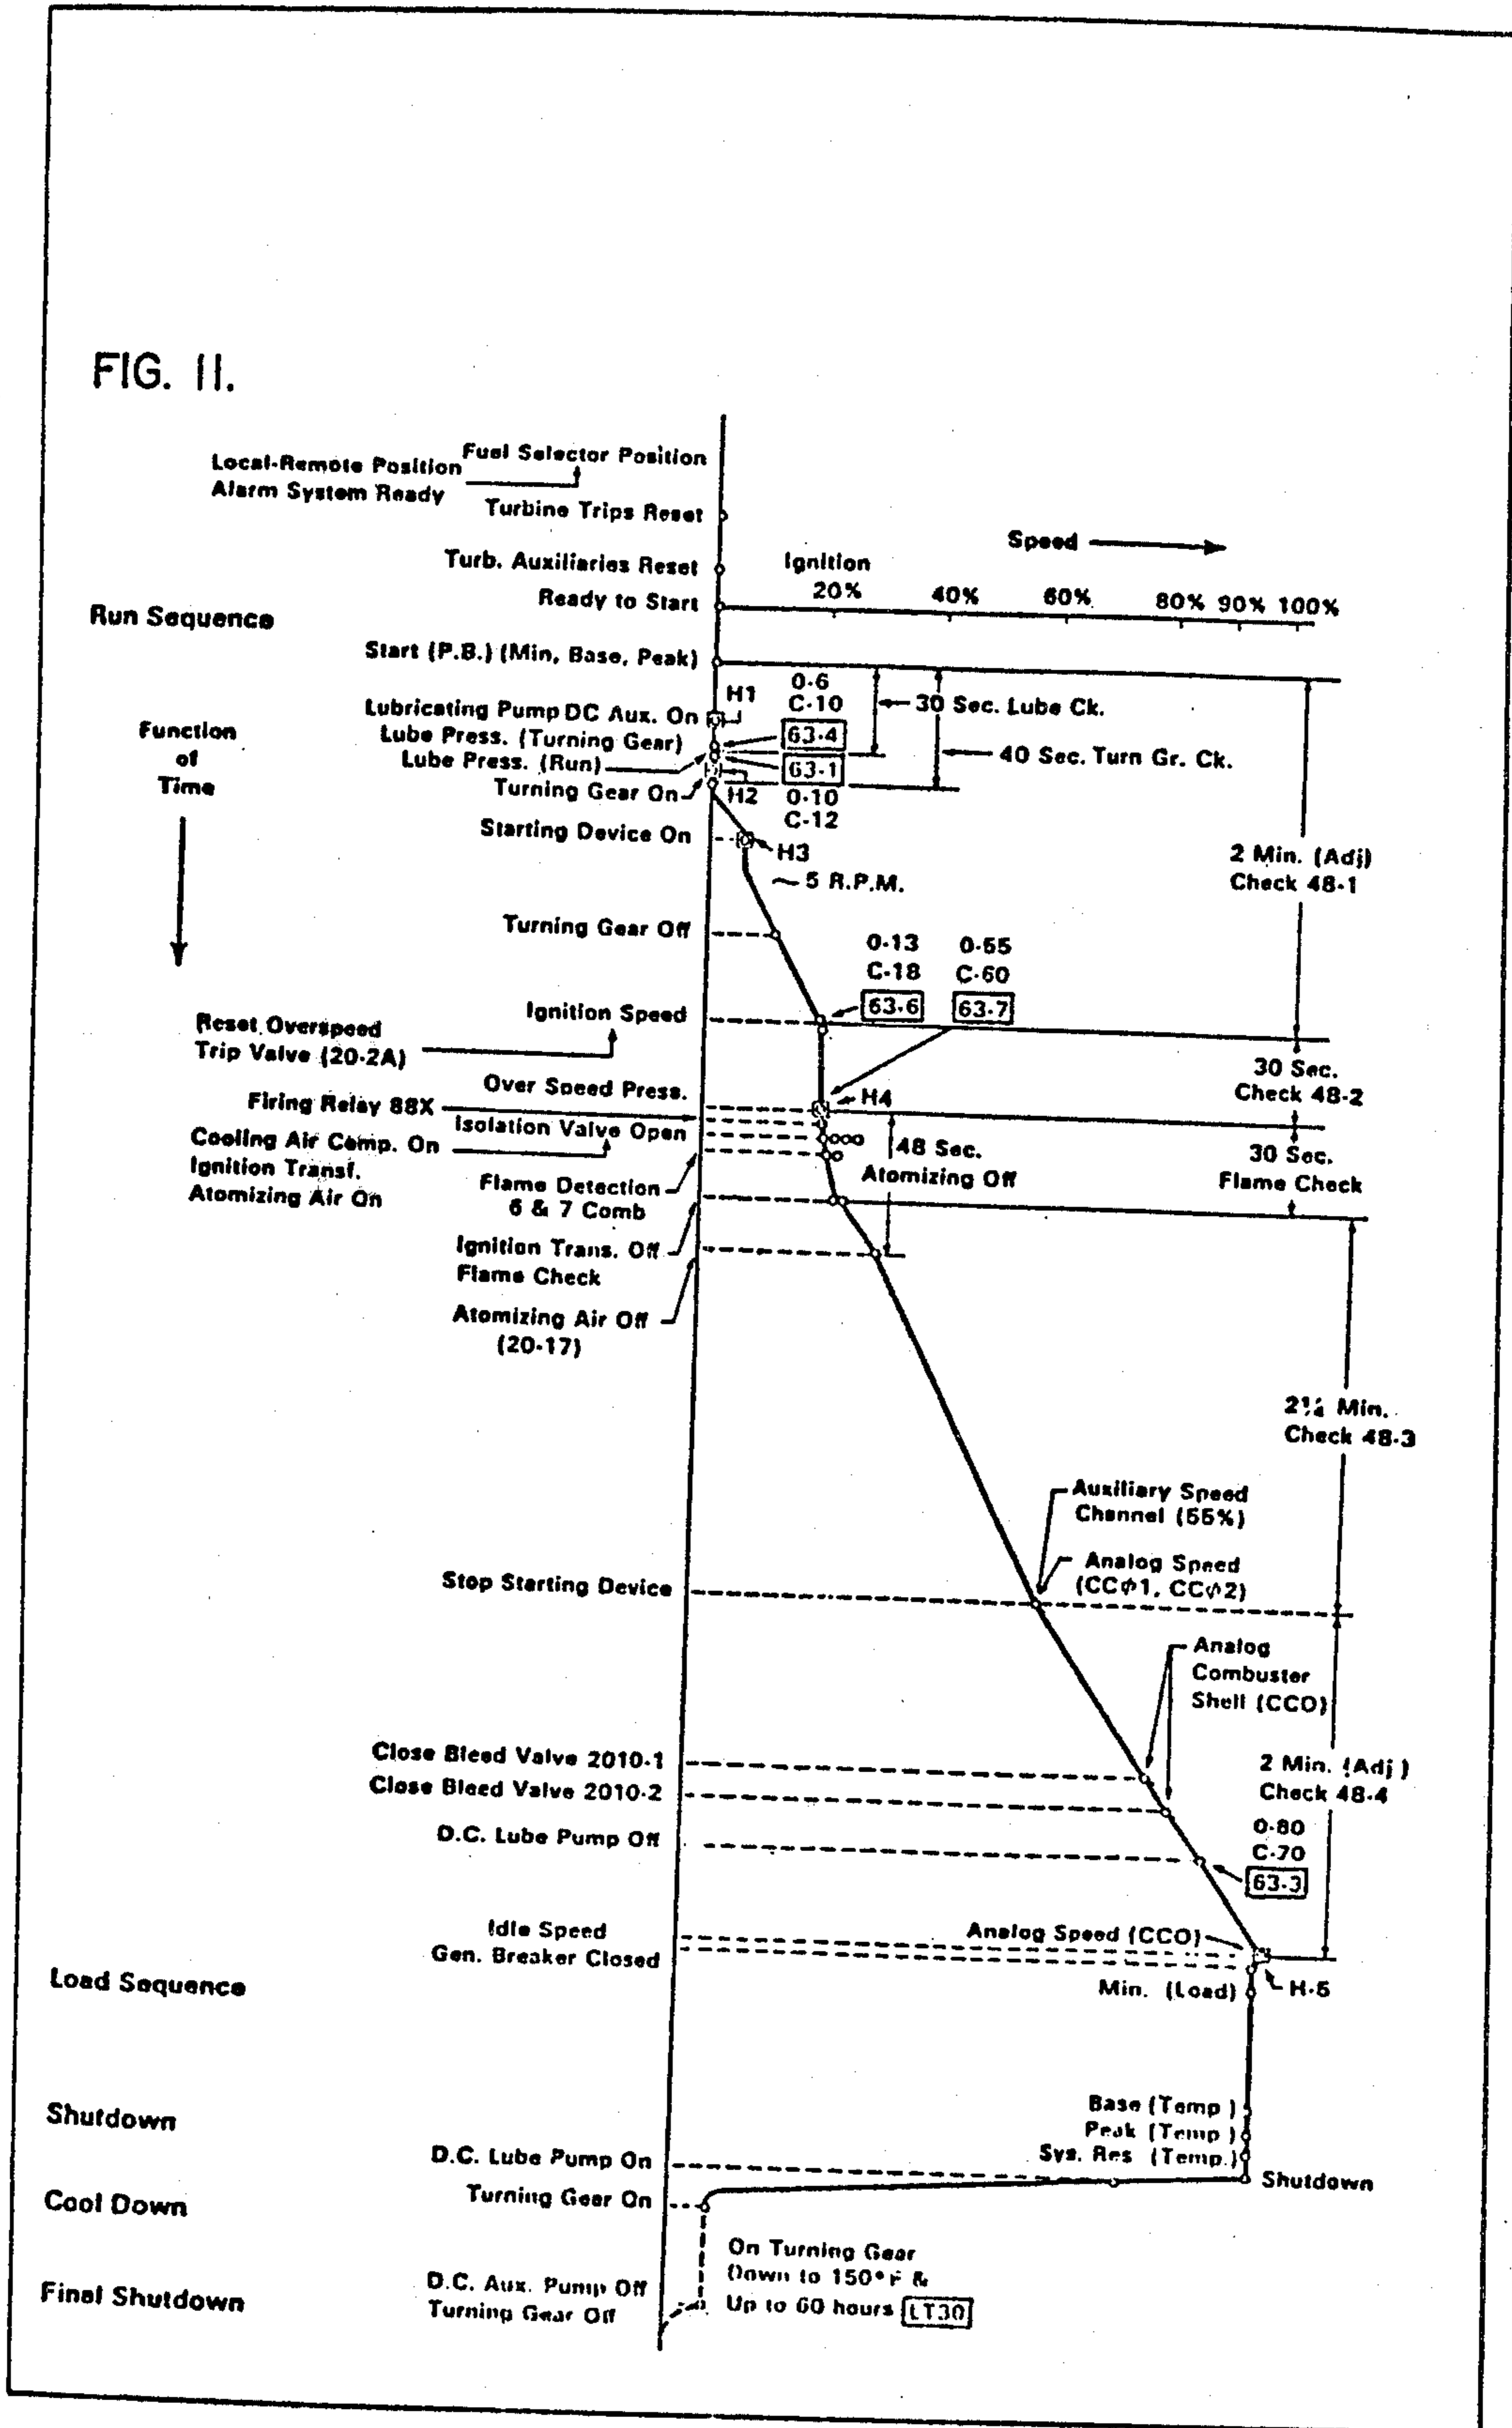 FIG. 11.
Fuel Selector Position
Local-Remote Position
Alarm System Ready
Turbine Trips Reset
Speed
Turb. Auxiliaries Reset
Ignition
20% 40% 60% 80% 90% 100%
Ready to Start
Run Sequence
Start (P.B.) (Min, Base, Peak)
H1
0-6
C-10
30 Sec. Lube Ck.
Lubricating Pump DC Aux. On
Function
of
Time
Lube Press. (Turning Gear)
63-4
Lube Press. (Run)
63-1
40 Sec. Turn Gr. Ck.
Turning Gear On
H2
0-10
C-12
Starting Device On
H3
~5 R.P.M.
2 Min. (Adj)
Check 48-1
Turning Gear Off
0-13
C-18
63-6
0-55
C-60
63-7
Ignition Speed
Reset Overspeed
Trip Valve (20-2A)
30 Sec.
Check 48-2
Over Speed Press.
H4
Firing Relay 88X
Isolation Valve Open
Cooling Air Comp. On
Ignition Transf.
Atomizing Air On
48 Sec.
Atomizing Off
30 Sec.
Flame Check
Flame Detection
6 & 7 Comb
Ignition Trans. Off
Flame Check
Atomizing Air Off
(20-17)
Min.
Check 48-3
Auxiliary Speed
Channel (55%)
Analog Speed
(CCφ1, CCφ2)
Stop Starting Device
Analog
Combuster
Shell (CCO)
Close Bleed Valve 2010-1
Close Bleed Valve 2010-2
2 Min. (Adj)
Check 48-4
D.C. Lube Pump Off
0-80
C-70
63-3
Idle Speed
Analog Speed (CCO)
Gen. Breaker Closed
Load Sequence
Min. (Load)
H-5
Base (Temp)
Peak (Temp)
Sys. Res (Temp.)
Shutdown
Shutdown
D.C. Lube Pump On
Turning Gear On
Cool Down
On Turning Gear
Down to 150°F &
Up to 60 hours LT30
D.C. Aux. Pump Off
Turning Gear Off
Final Shutdown